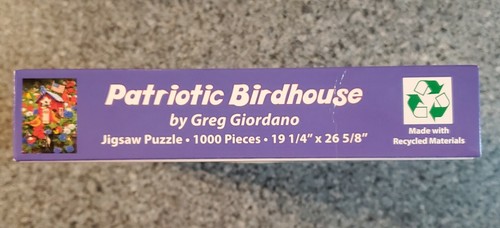 Patriotic Birdhouse
by Greg Giordano
Jigsaw Puzzle • 1000 Pieces • 19 1/4” x 26 5/8”
Made with
Recycled Materials